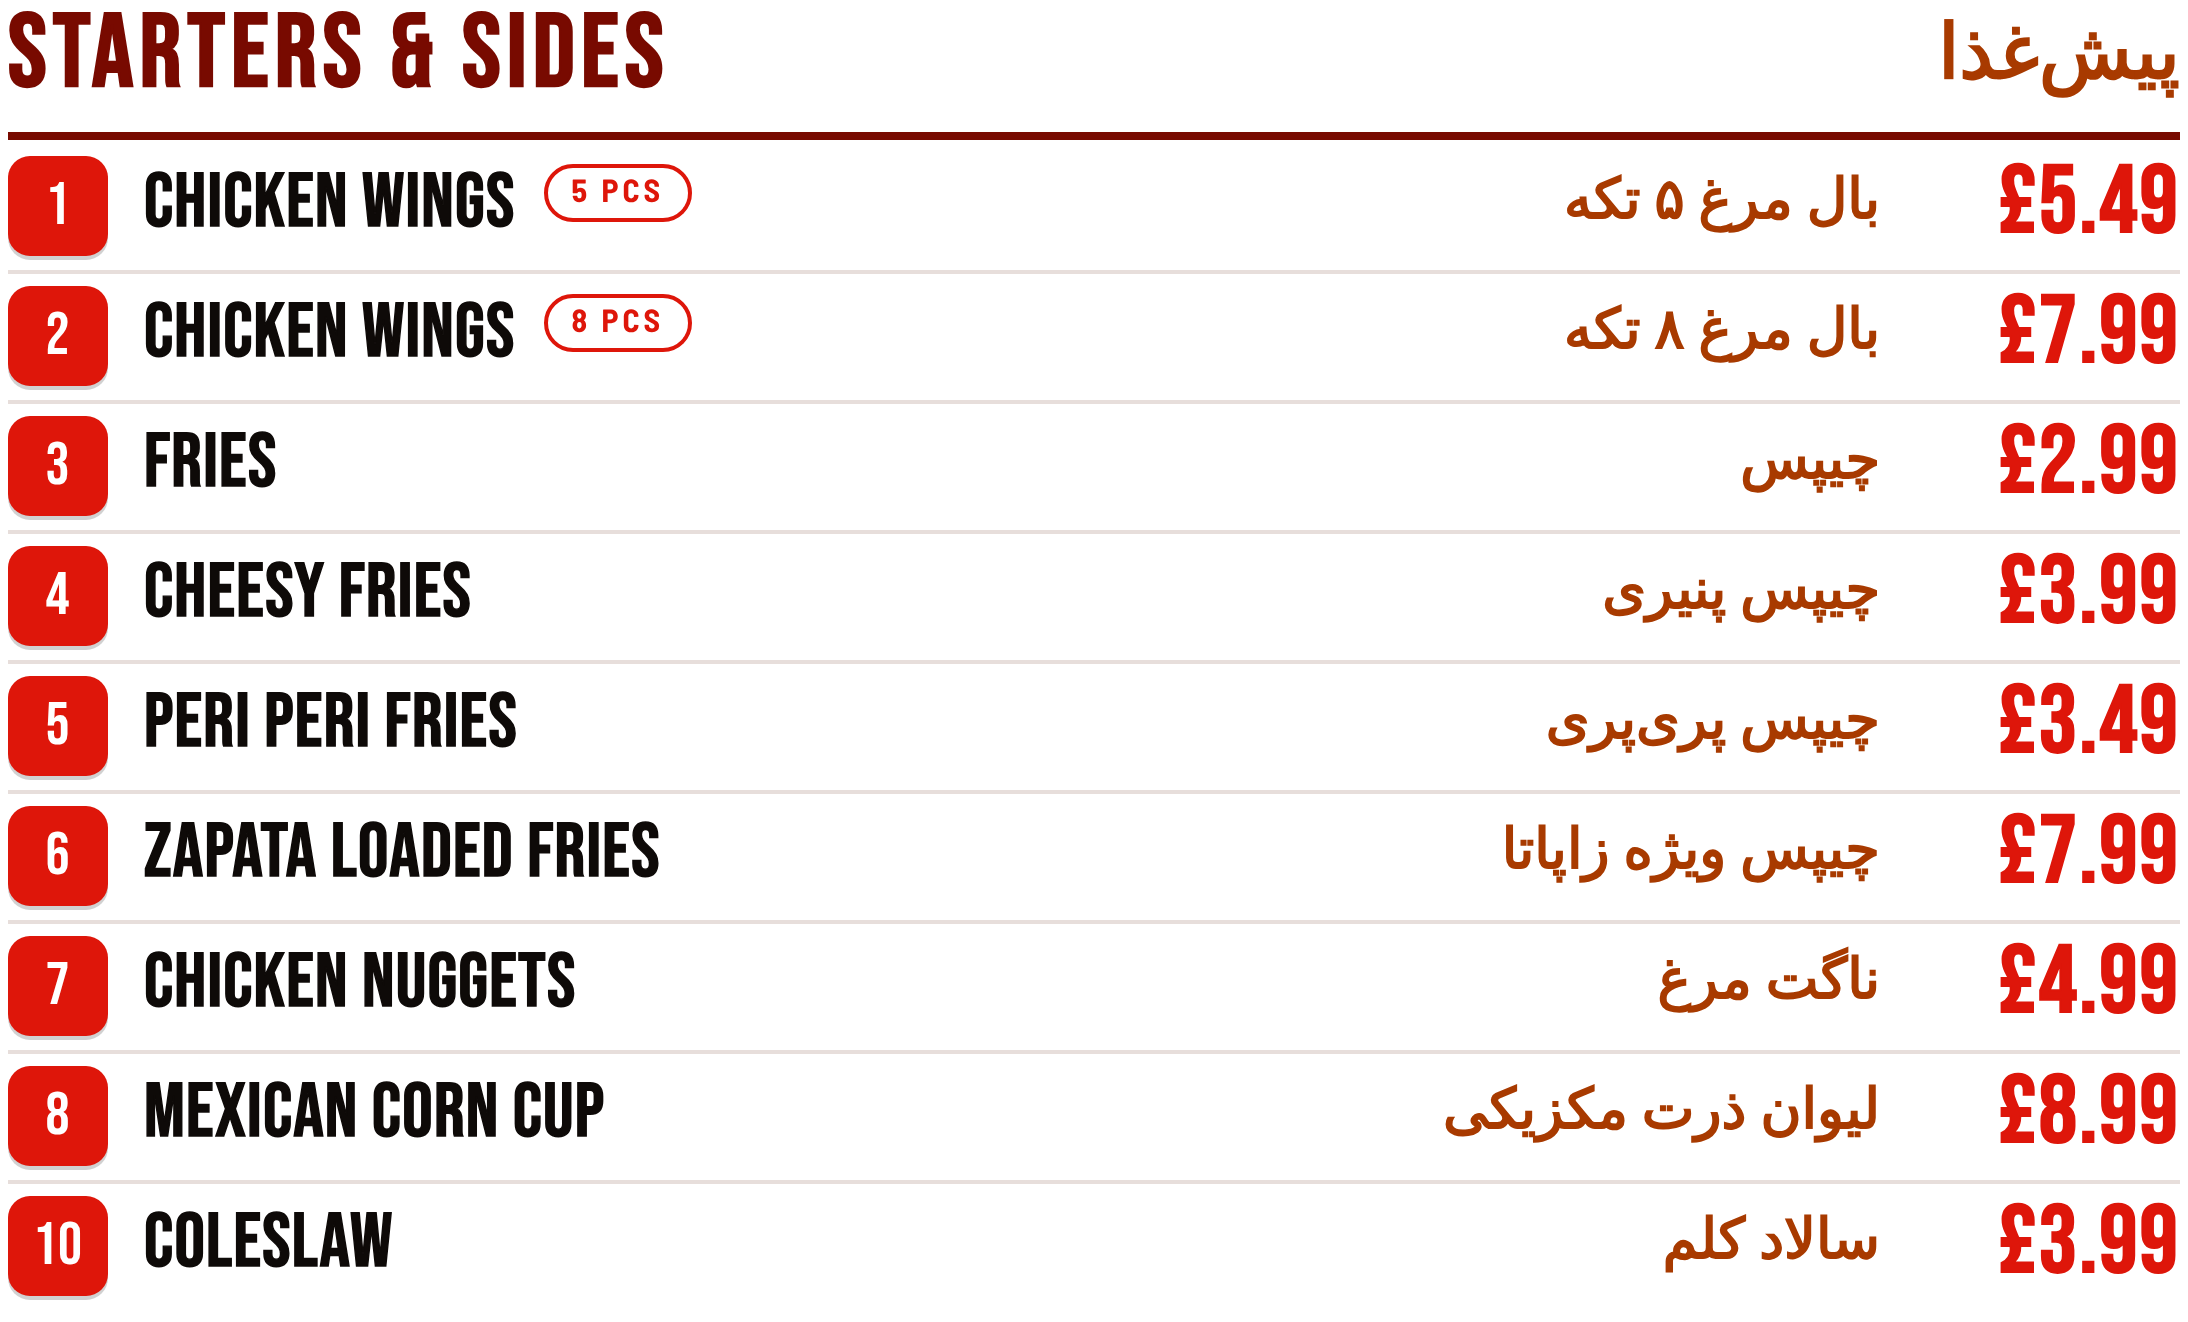 STARTERS & SIDES پیش‌غذا
1 CHICKEN WINGS 5 PCS بال مرغ ۵ تکه £5.49
2 CHICKEN WINGS 8 PCS بال مرغ ۸ تکه £7.99
3 FRIES چیپس £2.99
4 CHEESY FRIES چیپس پنیری £3.99
5 PERI PERI FRIES چیپس پری‌پری £3.49
6 ZAPATA LOADED FRIES چیپس ویژه زاپاتا £7.99
7 CHICKEN NUGGETS ناگت مرغ £4.99
8 MEXICAN CORN CUP لیوان ذرت مکزیکی £8.99
10 COLESLAW سالاد کلم £3.99